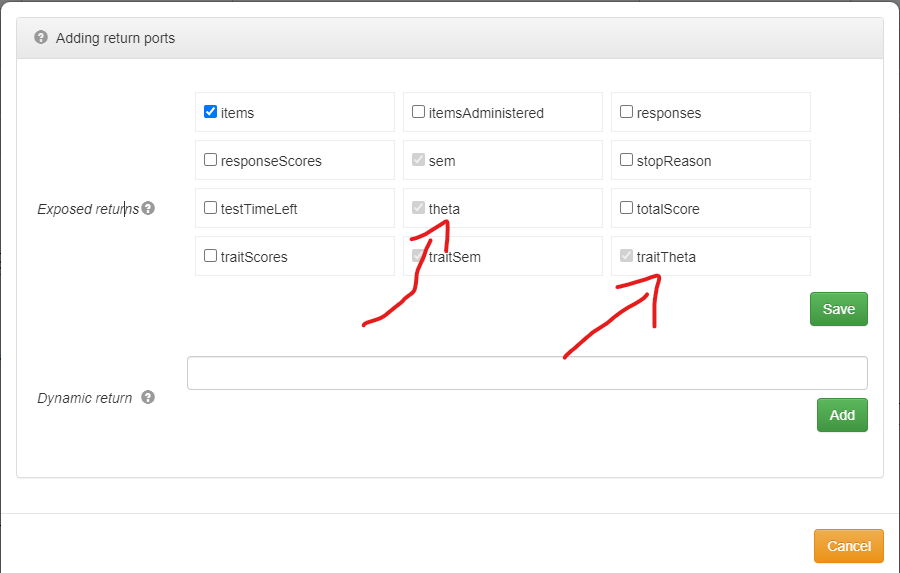 Adding return ports
items itemsAdministered responses
responseScores sem stopReason
Exposed returns testTimeLeft theta totalScore
traitScores traitSem traitTheta
Save
Dynamic return
Add
Cancel